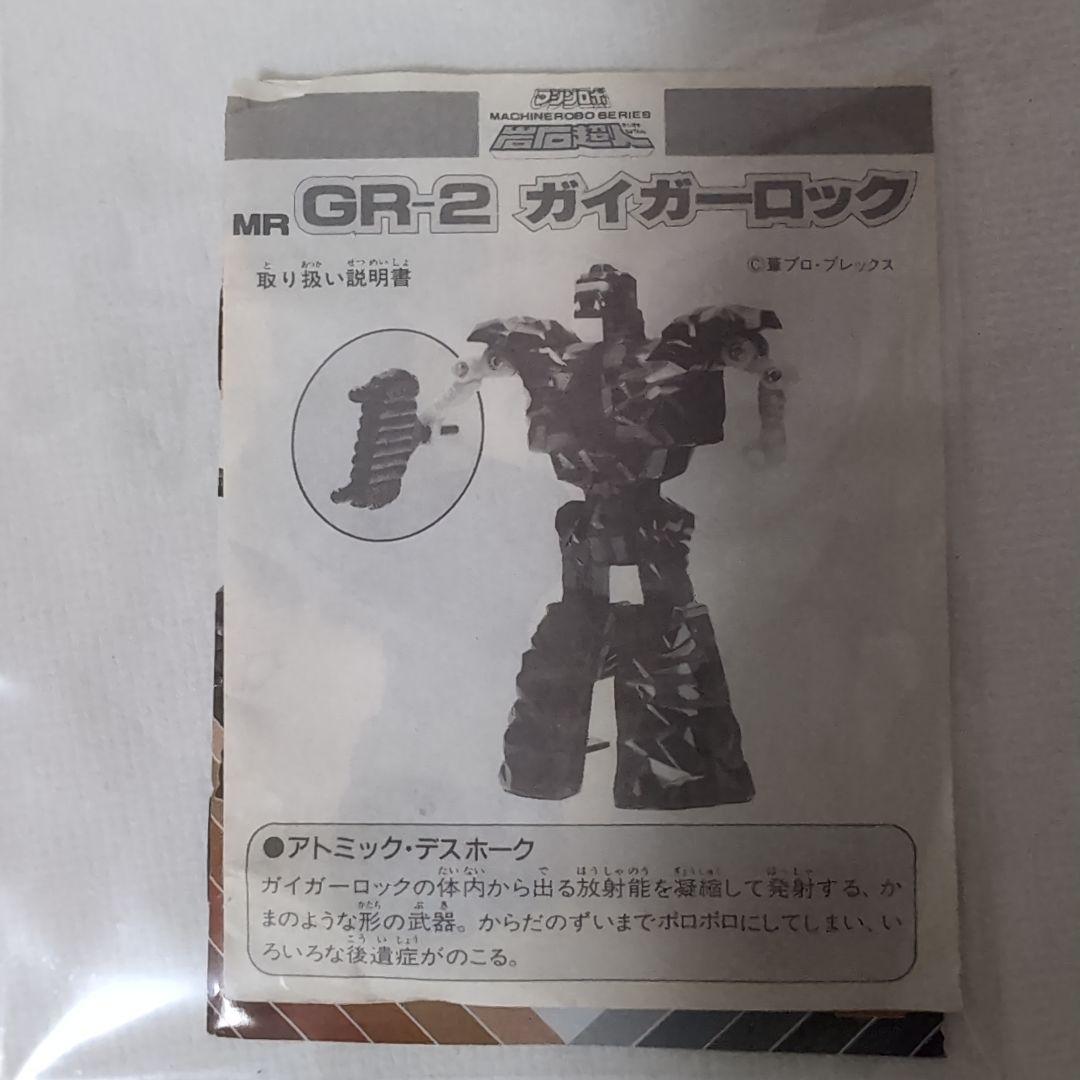 マシンロボ
MACHINEROBO SERIES
岩石超人
MR GR-2 ガイガーロック
取り扱い説明書
©葦プロ・プレックス
●アトミック・デスホーク
ガイガーロックの体内から出る放射能を凝縮して発射する、か
まのような形の武器。からだのずいまでボロボロにしてしまい、い
ろいろな後遺症がのこる。